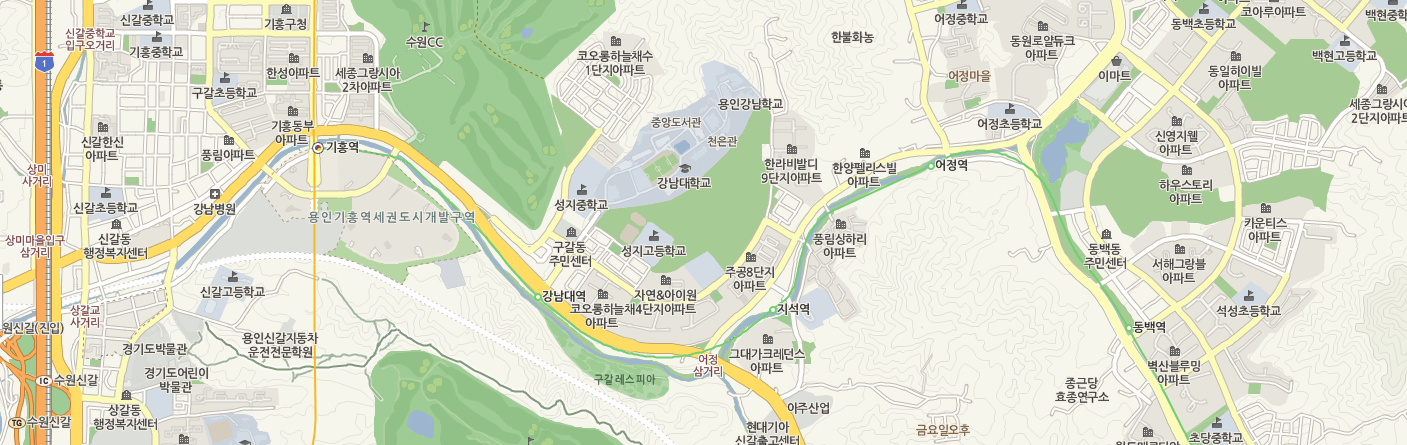 신갈중학교
기흥구청
신갈중학교
입구오거리
기흥중학교
수원CC
어정중학교
동백초등학교
코아루아파트
백현중학교
한불화농
동원로얄듀크
아파트
백현고등학교
1
한성아파트
세종그랑시아
2차아파트
코오롱하늘채수
1단지아파트
어정마을
이마트
동일하이빌
아파트
구갈초등학교
용인강남학교
세종그랑시아
2단지아파트
기흥동부
아파트
중앙도서관
천은관
어정초등학교
신영지웰
아파트
신갈한신
아파트
풍림아파트
기흥역
한라비발디
9단지아파트
한양펠리스빌
아파트
어정역
상미
사거리
강남대학교
하우스토리
아파트
신갈초등학교
강남병원
성지중학교
용인기흥역세권도시개발구역
키운티스
아파트
상미마을입구
삼거리
신갈동
행정복지센터
구갈동
주민센터
성지고등학교
풍림싱하리
아파트
동백동
주민센터
서해그랑블
아파트
주공8단지
아파트
신갈고등학교
강남대역
자연&아이원
코오롱하늘채4단지아파트
아파트
지석역
석성초등학교
상갈교
사거리
원신갈(진입)
동백역
용인신갈자동차
운전전문학원
경기도박물관
어정
삼거리
그대가크레던스
아파트
벽산블루밍
아파트
경기도어린이
박물관
구갈레스피아
IC
수원신갈
종근당
효종연구소
상갈동
행정복지센터
TG
수원신갈
아주산업
현대기아
신갈출고센터
금요일오후
초당중학교